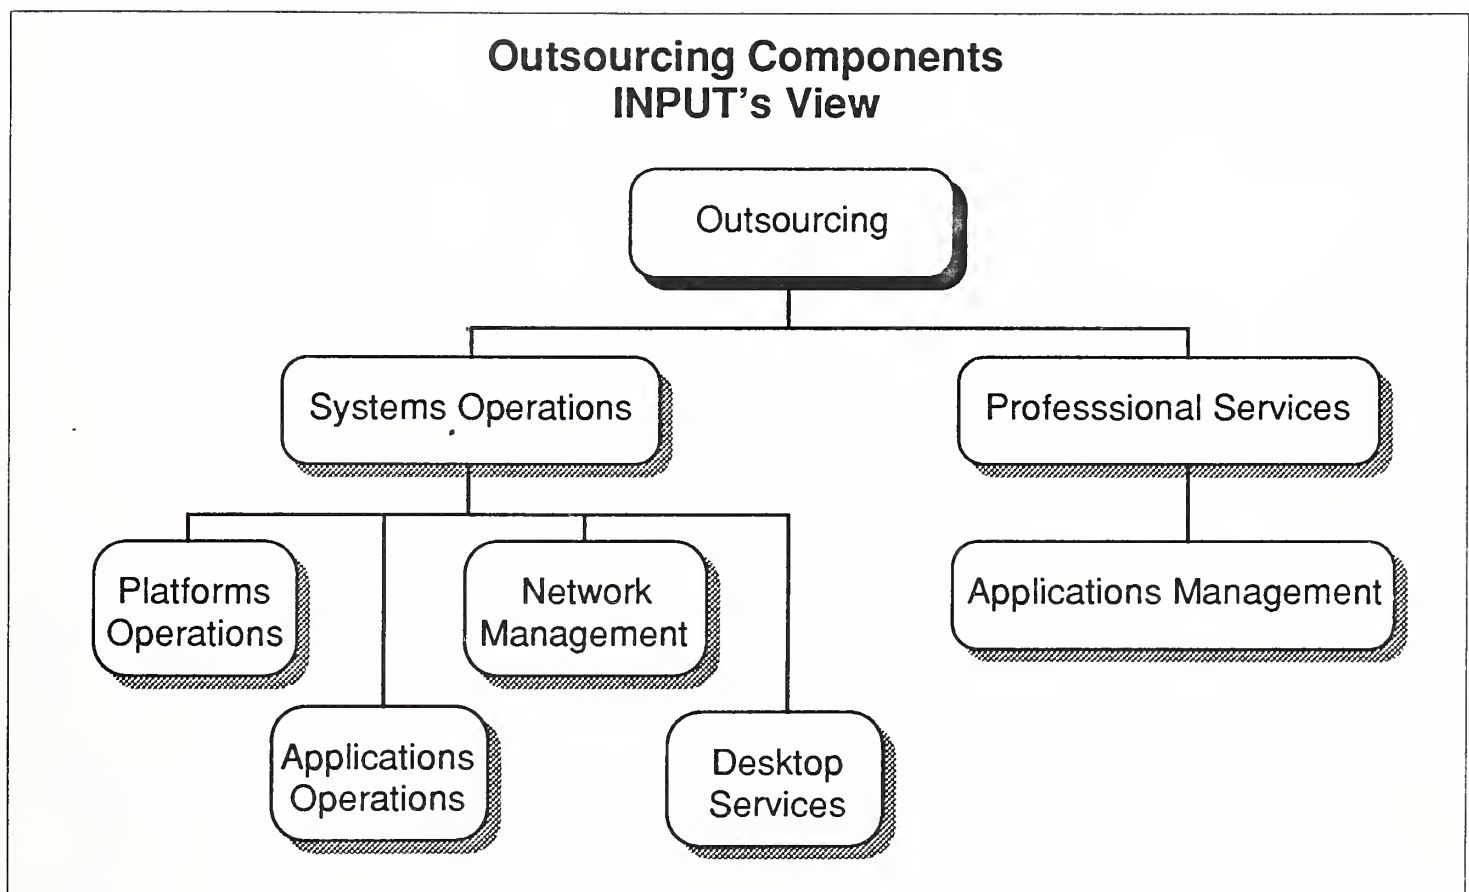 Outsourcing Components
INPUT's View
Outsourcing
Systems Operations
Professsional Services
Platforms
Operations
Network
Management
Applications Management
Applications
Operations
Desktop
Services